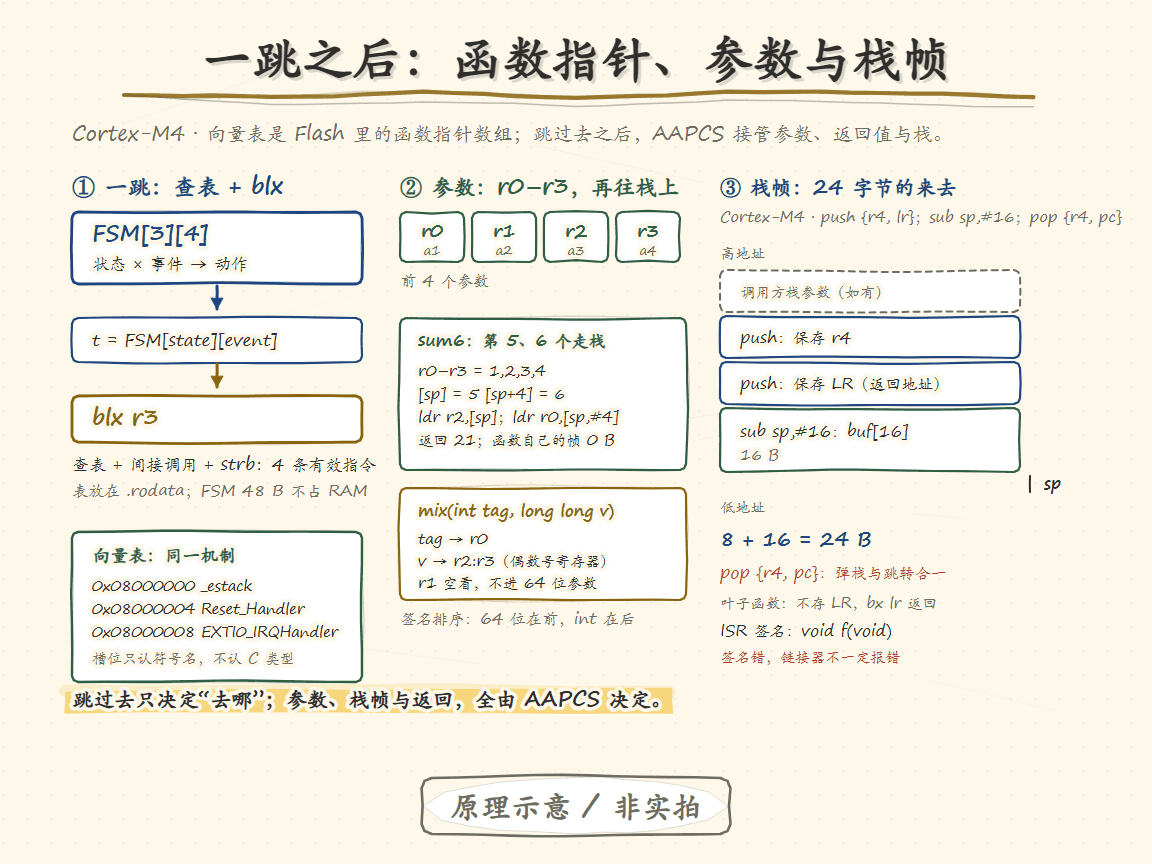 一跳之后：函数指针、参数与栈帧
Cortex-M4 · 向量表是 Flash 里的函数指针数组；跳过去之后，AAPCS 接管参数、返回值与栈。
① 一跳：查表 + blx
FSM[3][4]
状态 × 事件 → 动作
t = FSM[state][event]
blx r3
查表 + 间接调用 + strb：4 条有效指令
表放在 .rodata；FSM 48 B 不占 RAM
向量表：同一机制
0x08000000 _estack
0x08000004 Reset_Handler
0x08000008 EXTI0_IRQHandler
槽位只认符号名，不认 C 类型
② 参数：r0–r3，再往栈上
r0
a1
r1
a2
r2
a3
r3
a4
前 4 个参数
sum6：第 5、6 个走栈
r0–r3 = 1,2,3,4
[sp] = 5 [sp+4] = 6
ldr r2,[sp]；ldr r0,[sp,#4]
返回 21；函数自己的帧 0 B
mix(int tag, long long v)
tag → r0
v → r2:r3（偶数号寄存器）
r1 空着，不进 64 位参数
签名排序：64 位在前，int 在后
③ 栈帧：24 字节的来去
Cortex-M4 · push {r4, lr}；sub sp,#16；pop {r4, pc}
高地址
调用方栈参数（如有）
push：保存 r4
push：保存 LR（返回地址）
sub sp,#16：buf[16]
16 B
sp
低地址
8 + 16 = 24 B
pop {r4, pc}：弹栈与跳转合一
叶子函数：不存 LR，bx lr 返回
ISR 签名：void f(void)
签名错，链接器不一定报错
跳过去只决定“去哪”；参数、栈帧与返回，全由 AAPCS 决定。
原理示意 / 非实拍